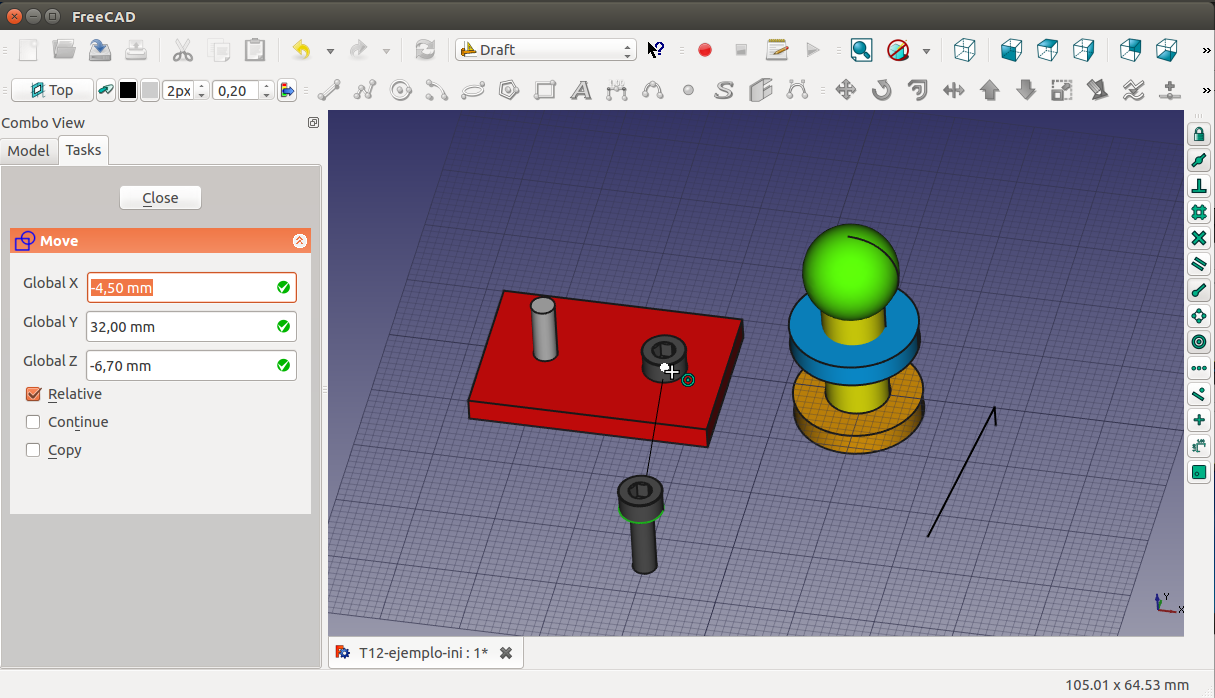 FreeCAD
Draft
Top
2px
0,20
A
S
»
»
Combo View
Model
Tasks
Close
Move
Global X
-4,50 mm
Global Y
32,00 mm
Global Z
-6,70 mm
Relative
Continue
Copy
Y
X
T12-ejemplo-ini : 1*
105.01 x 64.53 mm